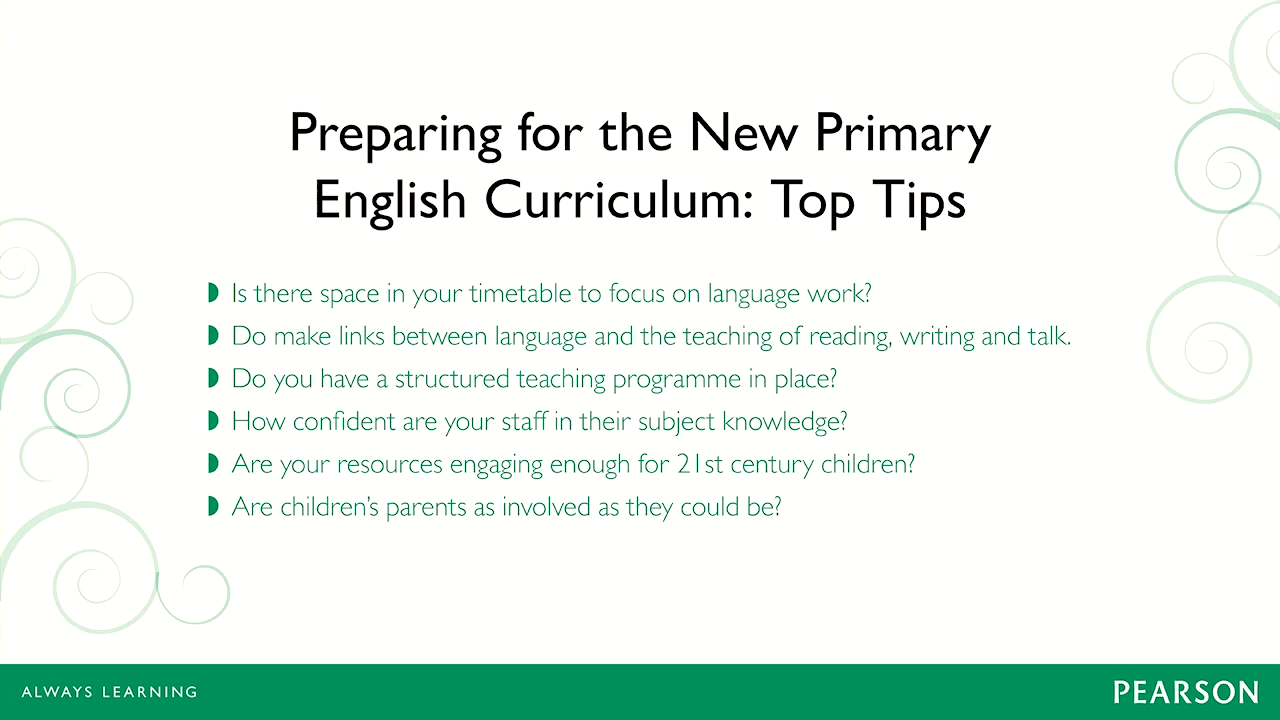 Preparing for the New Primary
English Curriculum: Top Tips
Is there space in your timetable to focus on language work?
Do make links between language and the teaching of reading, writing and talk.
Do you have a structured teaching programme in place?
How confident are your staff in their subject knowledge?
Are your resources engaging enough for 21st century children?
Are children’s parents as involved as they could be?
ALWAYS LEARNING
PEARSON